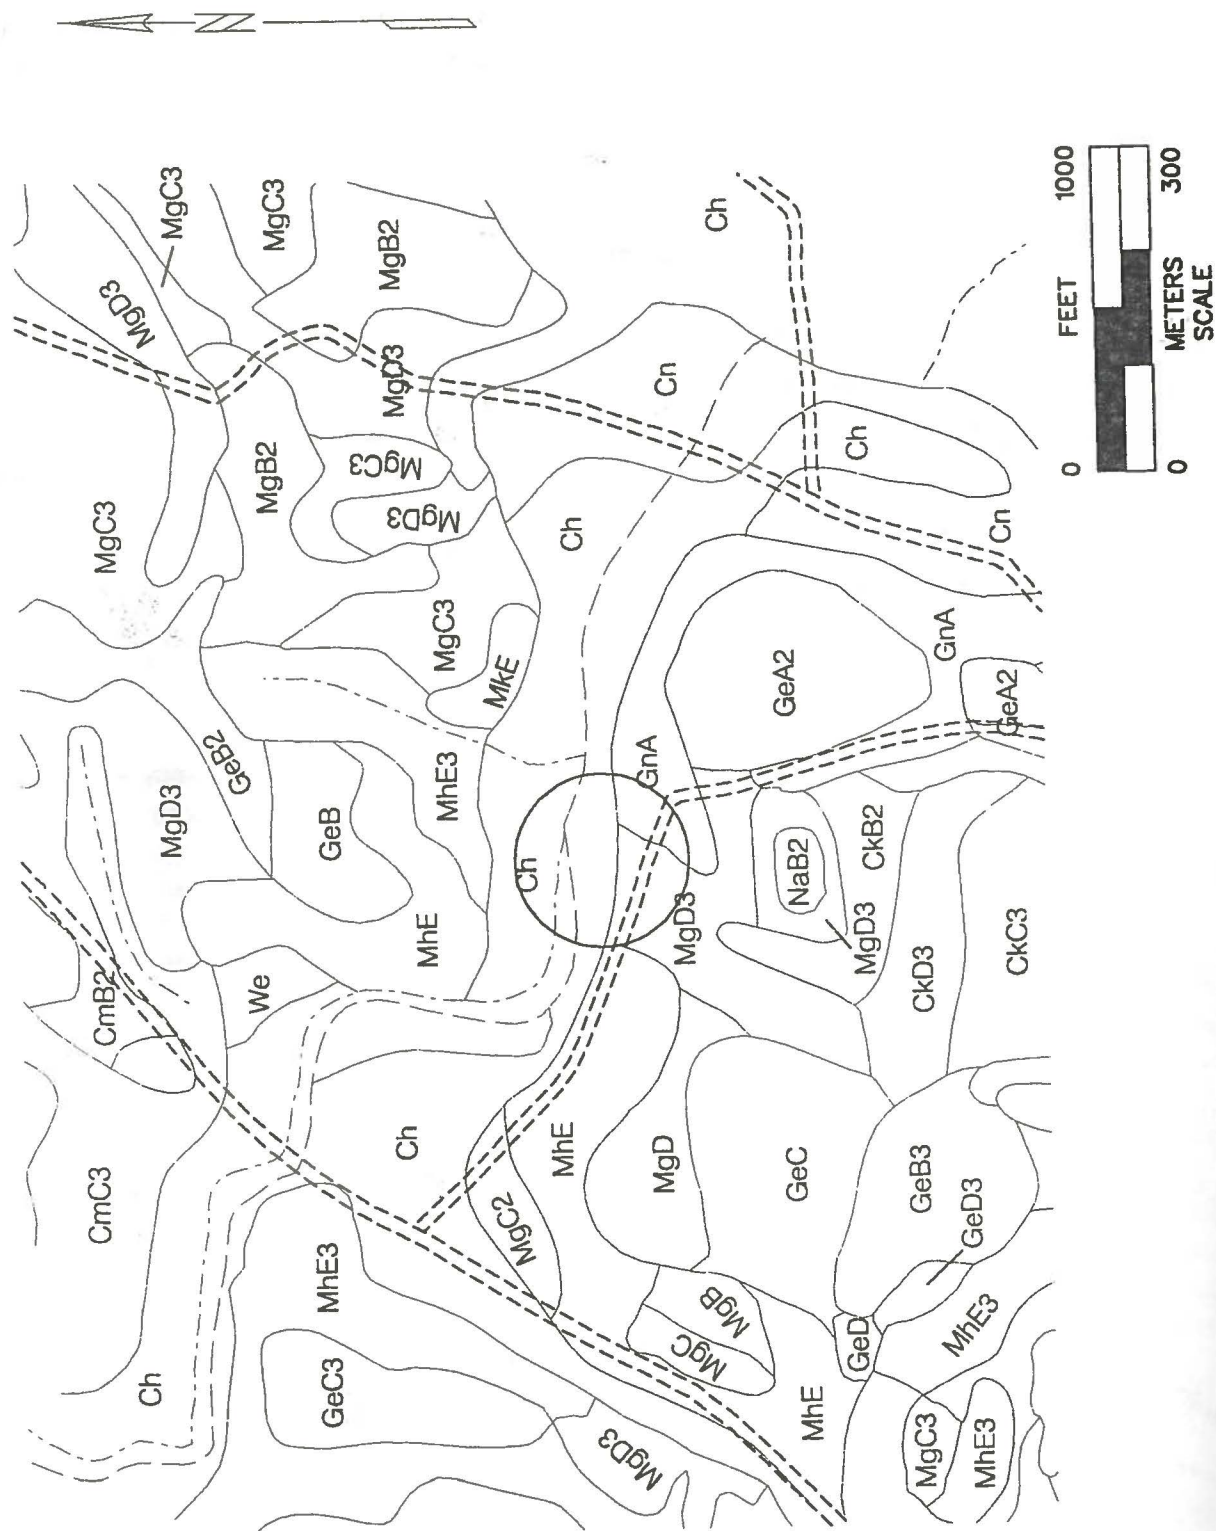 N
MgC3
MgD3
MgC3
MgB2
MgC3
MgB2
MgD3
MgC3
MgD3
Ch
Cn
Ch
Cn
Ch
MgC3
MkE
GeB2
MgD3
GeB
MhE3
MhE
GnA
GeA2
GnA
GeA2
Ch
MgD3
NaB2
CkB2
MgD3
CkD3
CkC3
CmB2
We
CmC3
Ch
MhE
MgD
GeC
GeB3
GeD3
MgC2
MhE3
GeC3
Ch
MgD3
MgB
MgC
MhE
GeD
MhE3
MgC3
MhE3
0 FEET 1000
0 METERS 300
SCALE